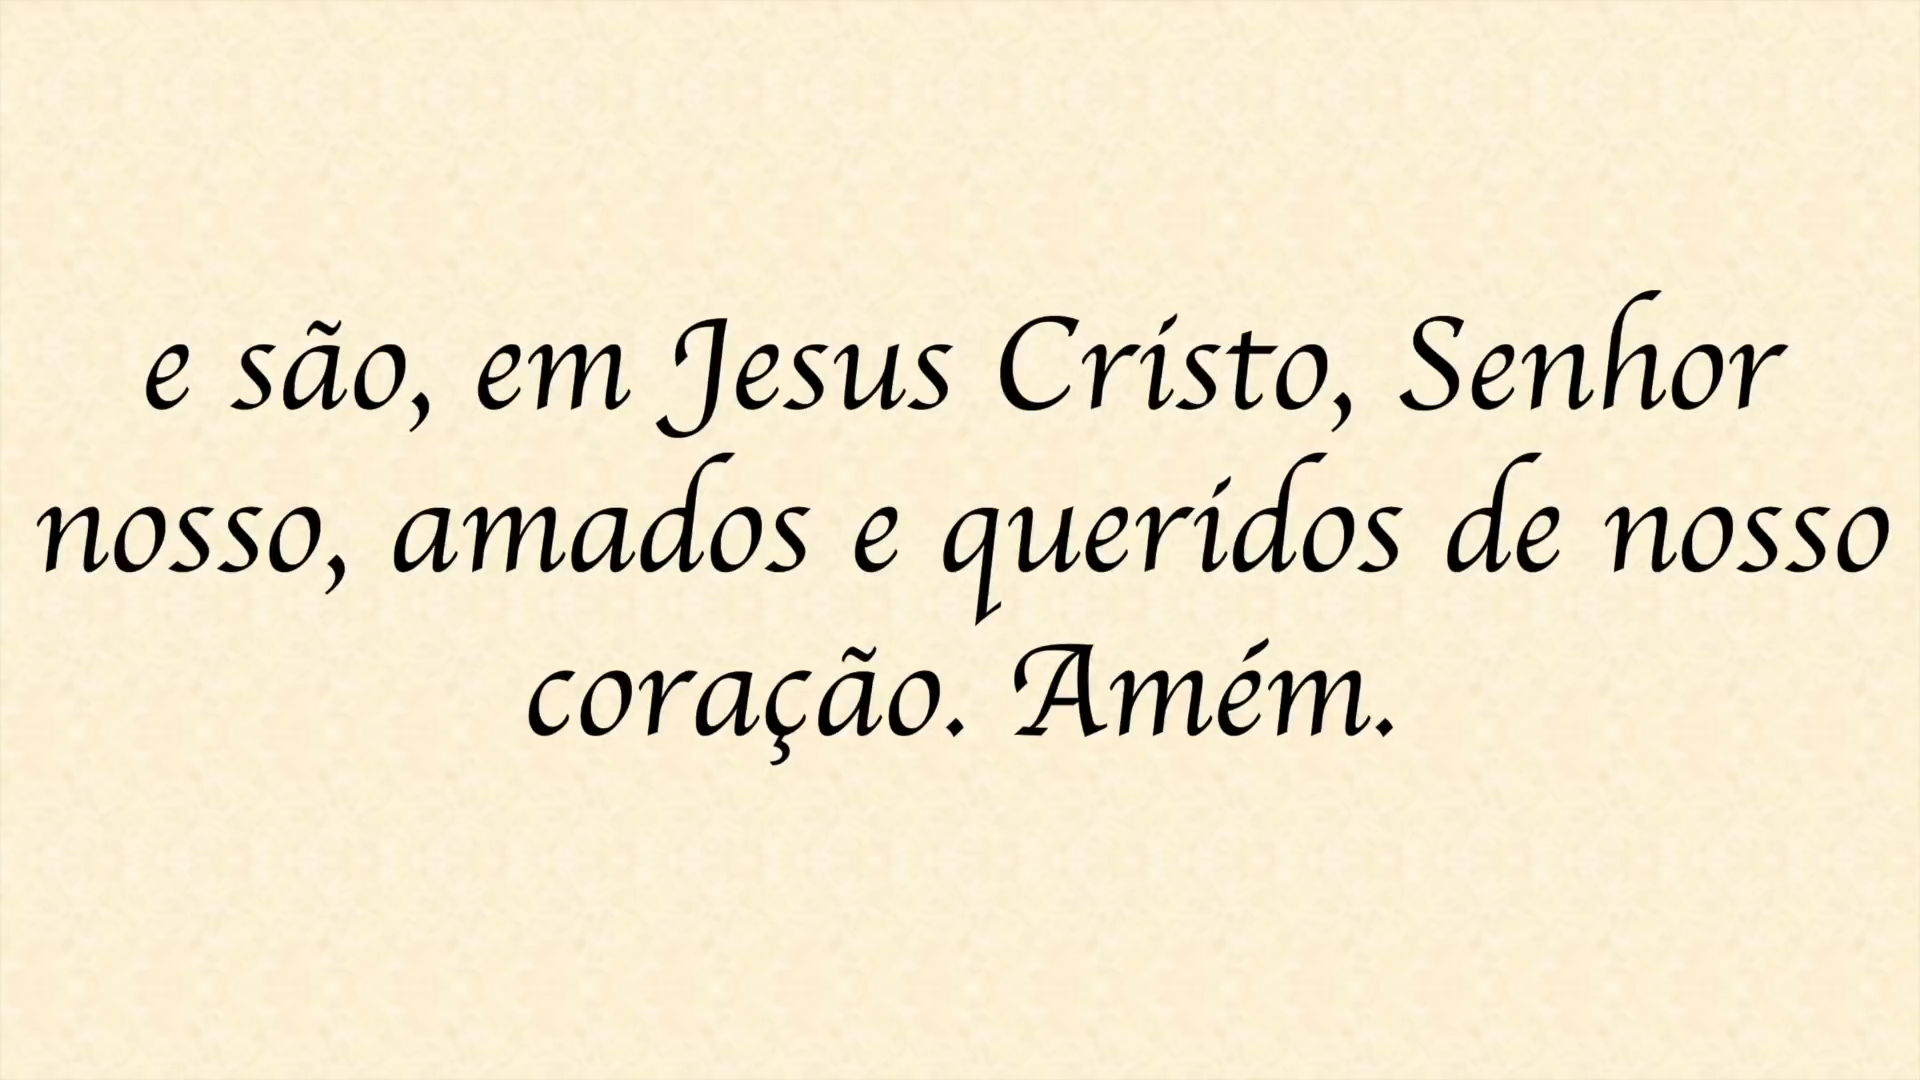 e são, em Jesus Cristo, Senhor
nosso, amados e queridos de nosso
coração. Amém.